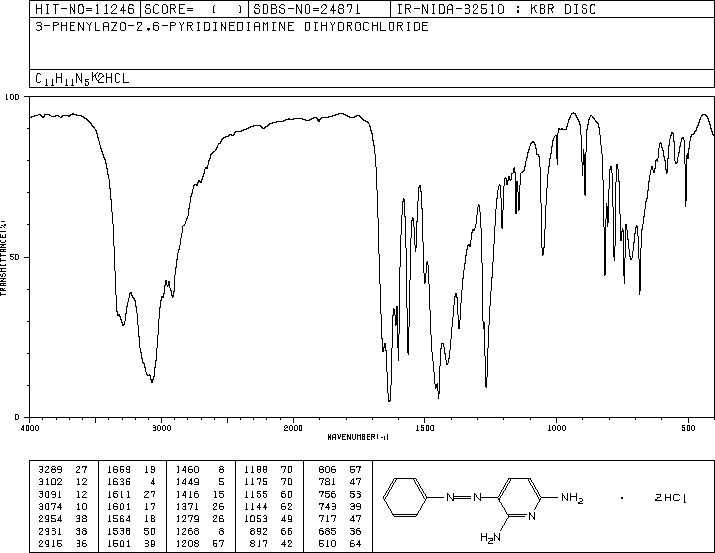 HIT-NO=11246 SCORE= ( ) SDBS-NO=24871 IR-NIDA-32510 : KBR DISC
3-PHENYLAZO-2,6-PYRIDINEDIAMINE DIHYDROCHLORIDE
C11H11N5*2HCL
100
50
0
TRANSMITTANCE(%)
4000 3000 2000 1500 1000 500
WAVENUMBER(-1)
3289 27 1659 19 1460 8 1188 70 806 57
3102 12 1636 4 1449 5 1175 70 781 47
3091 12 1611 27 1416 15 1155 60 756 53
3074 10 1601 17 1371 26 1144 62 743 39
2954 38 1564 18 1279 26 1053 49 717 47
2931 38 1538 50 1268 8 892 66 685 36
2915 36 1501 39 1208 57 817 42 510 64
N N NH2 · 2HCl
N
H2N